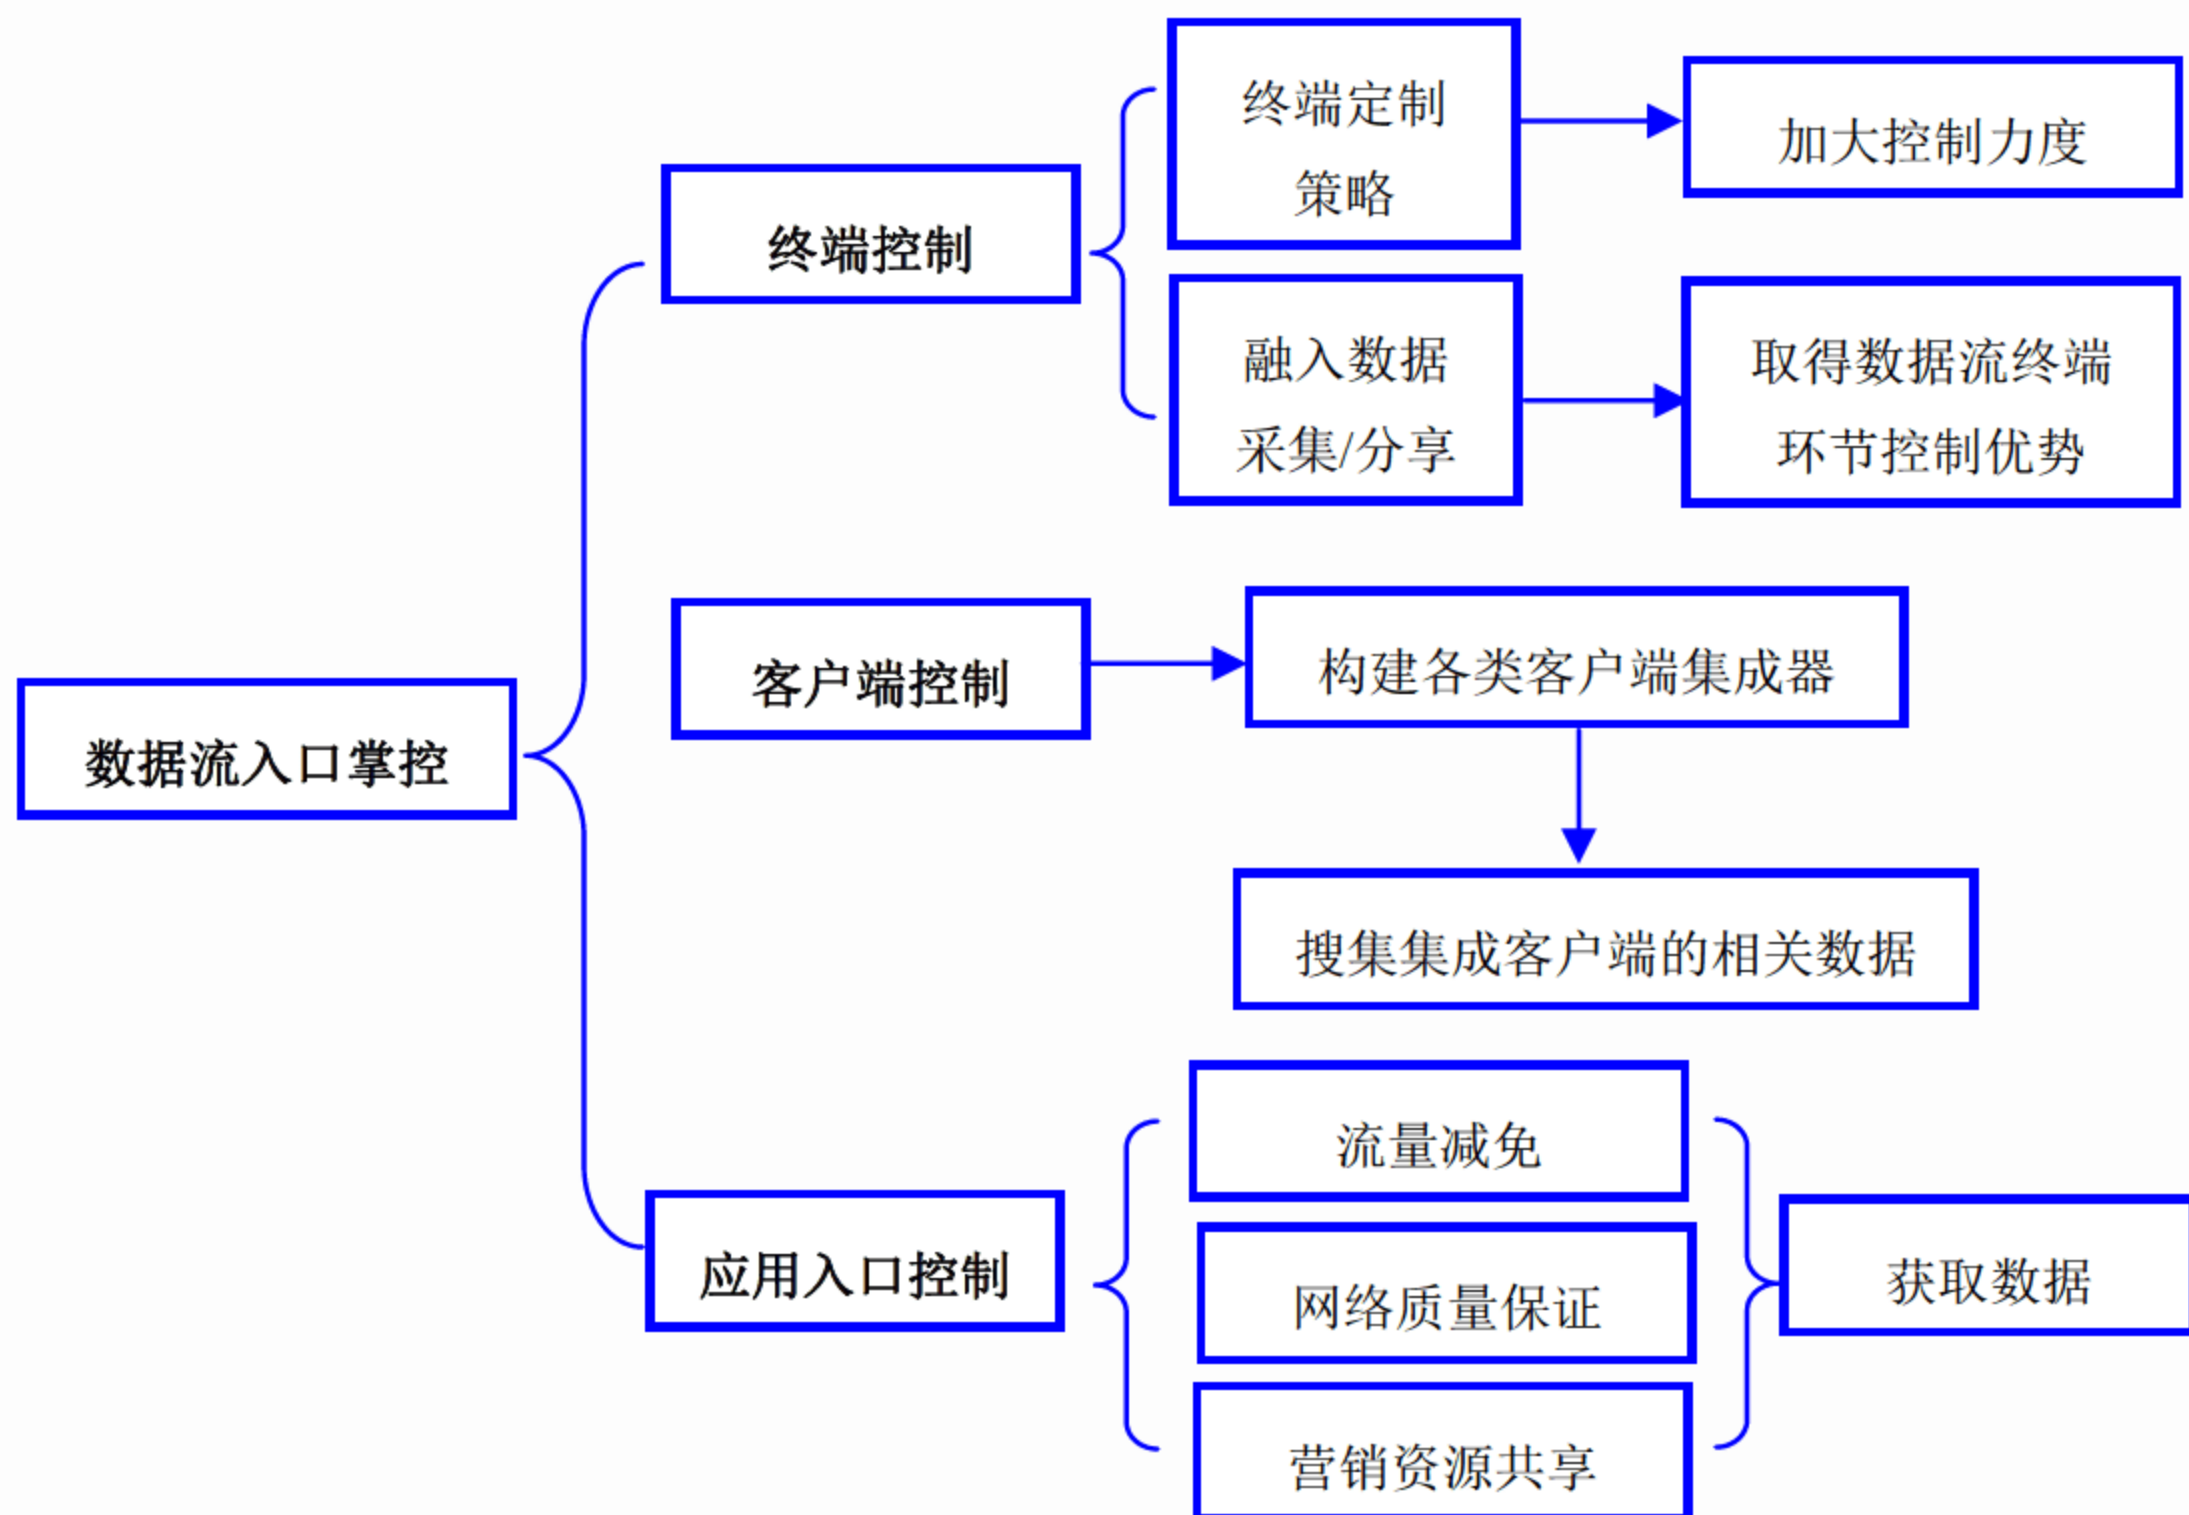 终端定制
策略
加大控制力度
终端控制
融入数据
采集/分享
取得数据流终端
环节控制优势
数据流入口掌控
客户端控制
构建各类客户端集成器
搜集集成客户端的相关数据
应用入口控制
流量减免
网络质量保证
营销资源共享
获取数据